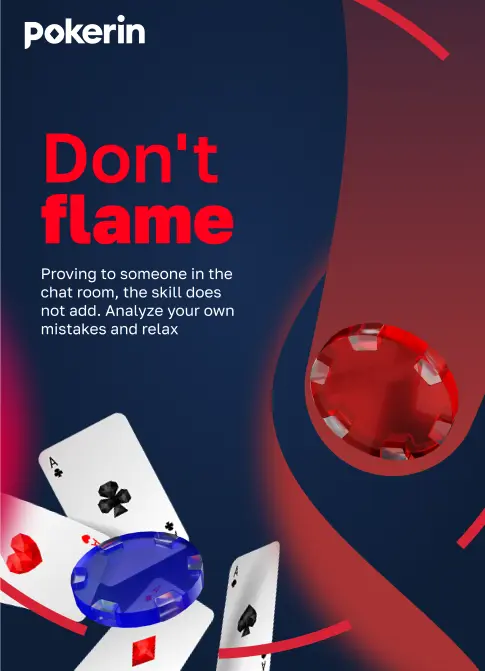 pokerin
Don't
flame
Proving to someone in the
chat room, the skill does
not add. Analyze your own
mistakes and relax
A
A
A
A
A